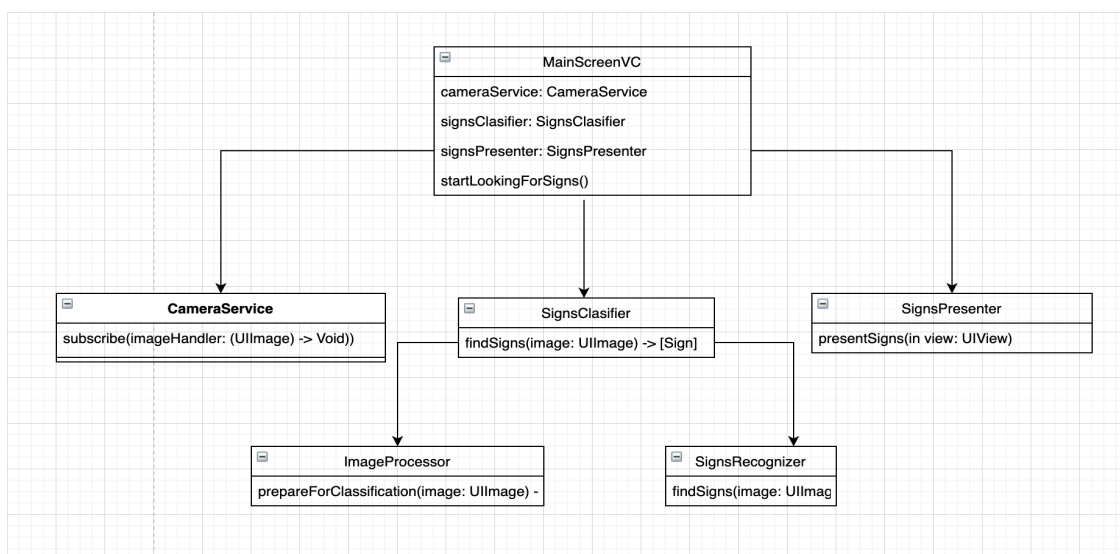 MainScreenVC
cameraService: CameraService
signsClasifier: SignsClasifier
signsPresenter: SignsPresenter
startLookingForSigns()
CameraService
subscribe(imageHandler: (UIImage) -> Void))
SignsClasifier
findSigns(image: UIImage) -> [Sign]
SignsPresenter
presentSigns(in view: UIView)
ImageProcessor
prepareForClassification(image: UIImage) -
SignsRecognizer
findSigns(image: UIImag